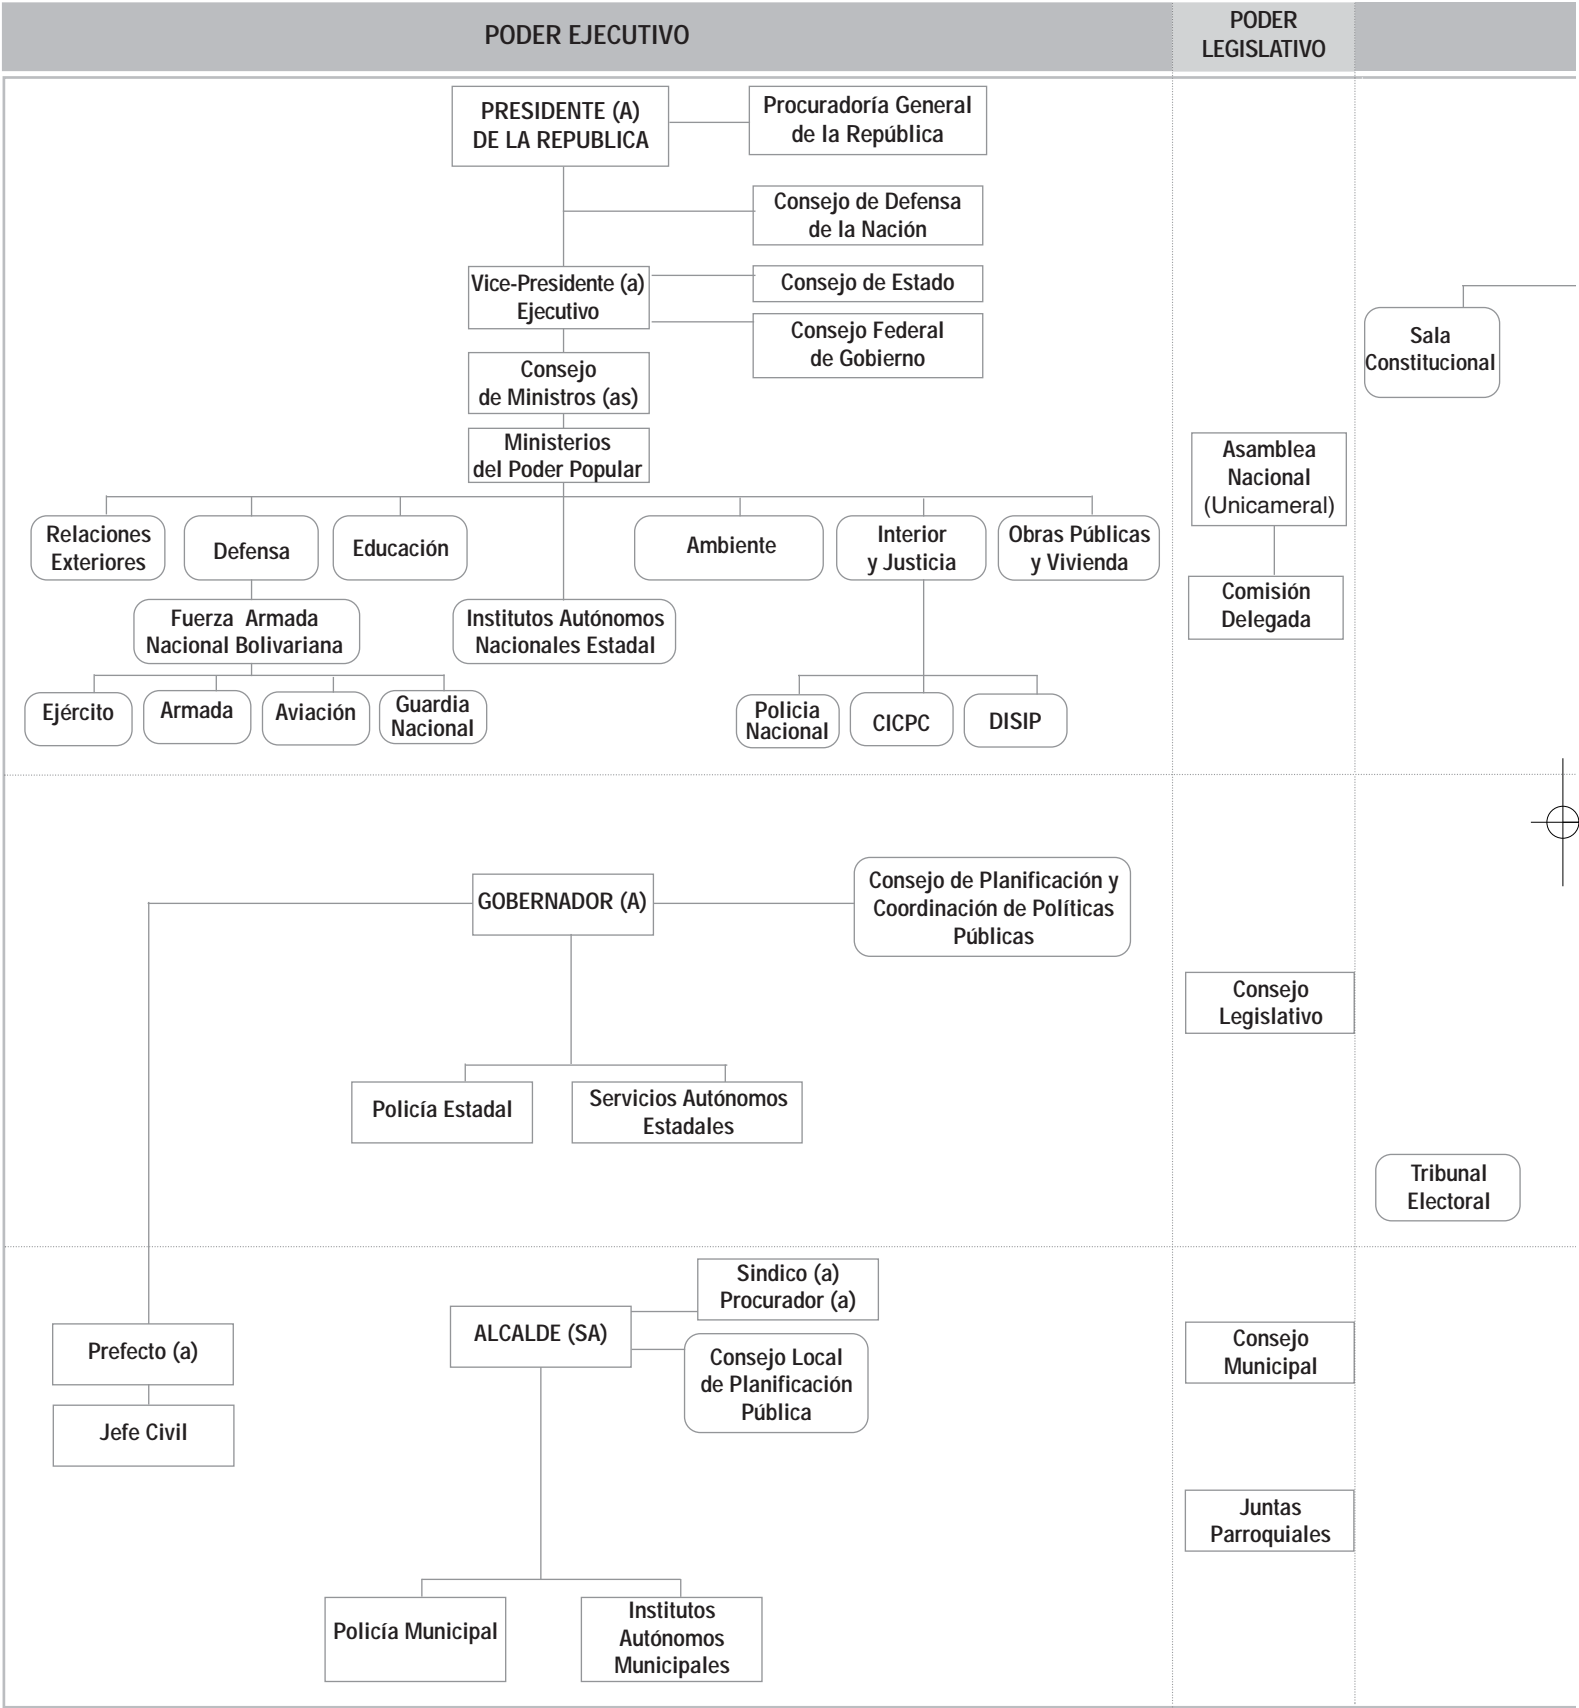 PODER EJECUTIVO
PODER
LEGISLATIVO
PRESIDENTE (A)
DE LA REPUBLICA
Procuradoría General
de la República
Consejo de Defensa
de la Nación
Vice-Presidente (a)
Ejecutivo
Consejo de Estado
Consejo Federal
de Gobierno
Sala
Constitucional
Consejo
de Ministros (as)
Ministerios
del Poder Popular
Asamblea
Nacional
(Unicameral)
Relaciones
Exteriores
Defensa
Educación
Ambiente
Interior
y Justicia
Obras Públicas
y Vivienda
Comisión
Delegada
Fuerza Armada
Nacional Bolivariana
Institutos Autónomos
Nacionales Estadal
Ejército
Armada
Aviación
Guardia
Nacional
Policia
Nacional
CICPC
DISIP
GOBERNADOR (A)
Consejo de Planificación y
Coordinación de Políticas
Públicas
Consejo
Legislativo
Policía Estadal
Servicios Autónomos
Estadales
Tribunal
Electoral
Sindico (a)
Procurador (a)
ALCALDE (SA)
Prefecto (a)
Consejo Local
de Planificación
Pública
Consejo
Municipal
Jefe Civil
Juntas
Parroquiales
Policía Municipal
Institutos
Autónomos
Municipales